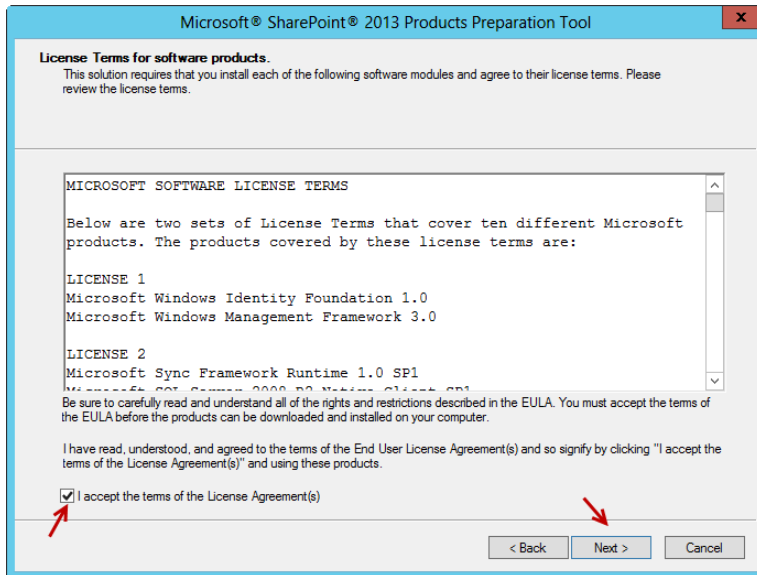 Microsoft® SharePoint® 2013 Products Preparation Tool
x
License Terms for software products.
This solution requires that you install each of the following software modules and agree to their license terms. Please
review the license terms.
MICROSOFT SOFTWARE LICENSE TERMS
Below are two sets of License Terms that cover ten different Microsoft
products. The products covered by these license terms are:
LICENSE 1
Microsoft Windows Identity Foundation 1.0
Microsoft Windows Management Framework 3.0
LICENSE 2
Microsoft Sync Framework Runtime 1.0 SP1
Microsoft SQL Server 2008 R2 Native Client SP1
Be sure to carefully read and understand all of the rights and restrictions described in the EULA. You must accept the terms of
the EULA before the products can be downloaded and installed on your computer.
I have read, understood, and agreed to the terms of the End User License Agreement(s) and so signify by clicking "I accept the
terms of the License Agreement(s)" and using these products.
I accept the terms of the License Agreement(s)
< Back
Next >
Cancel